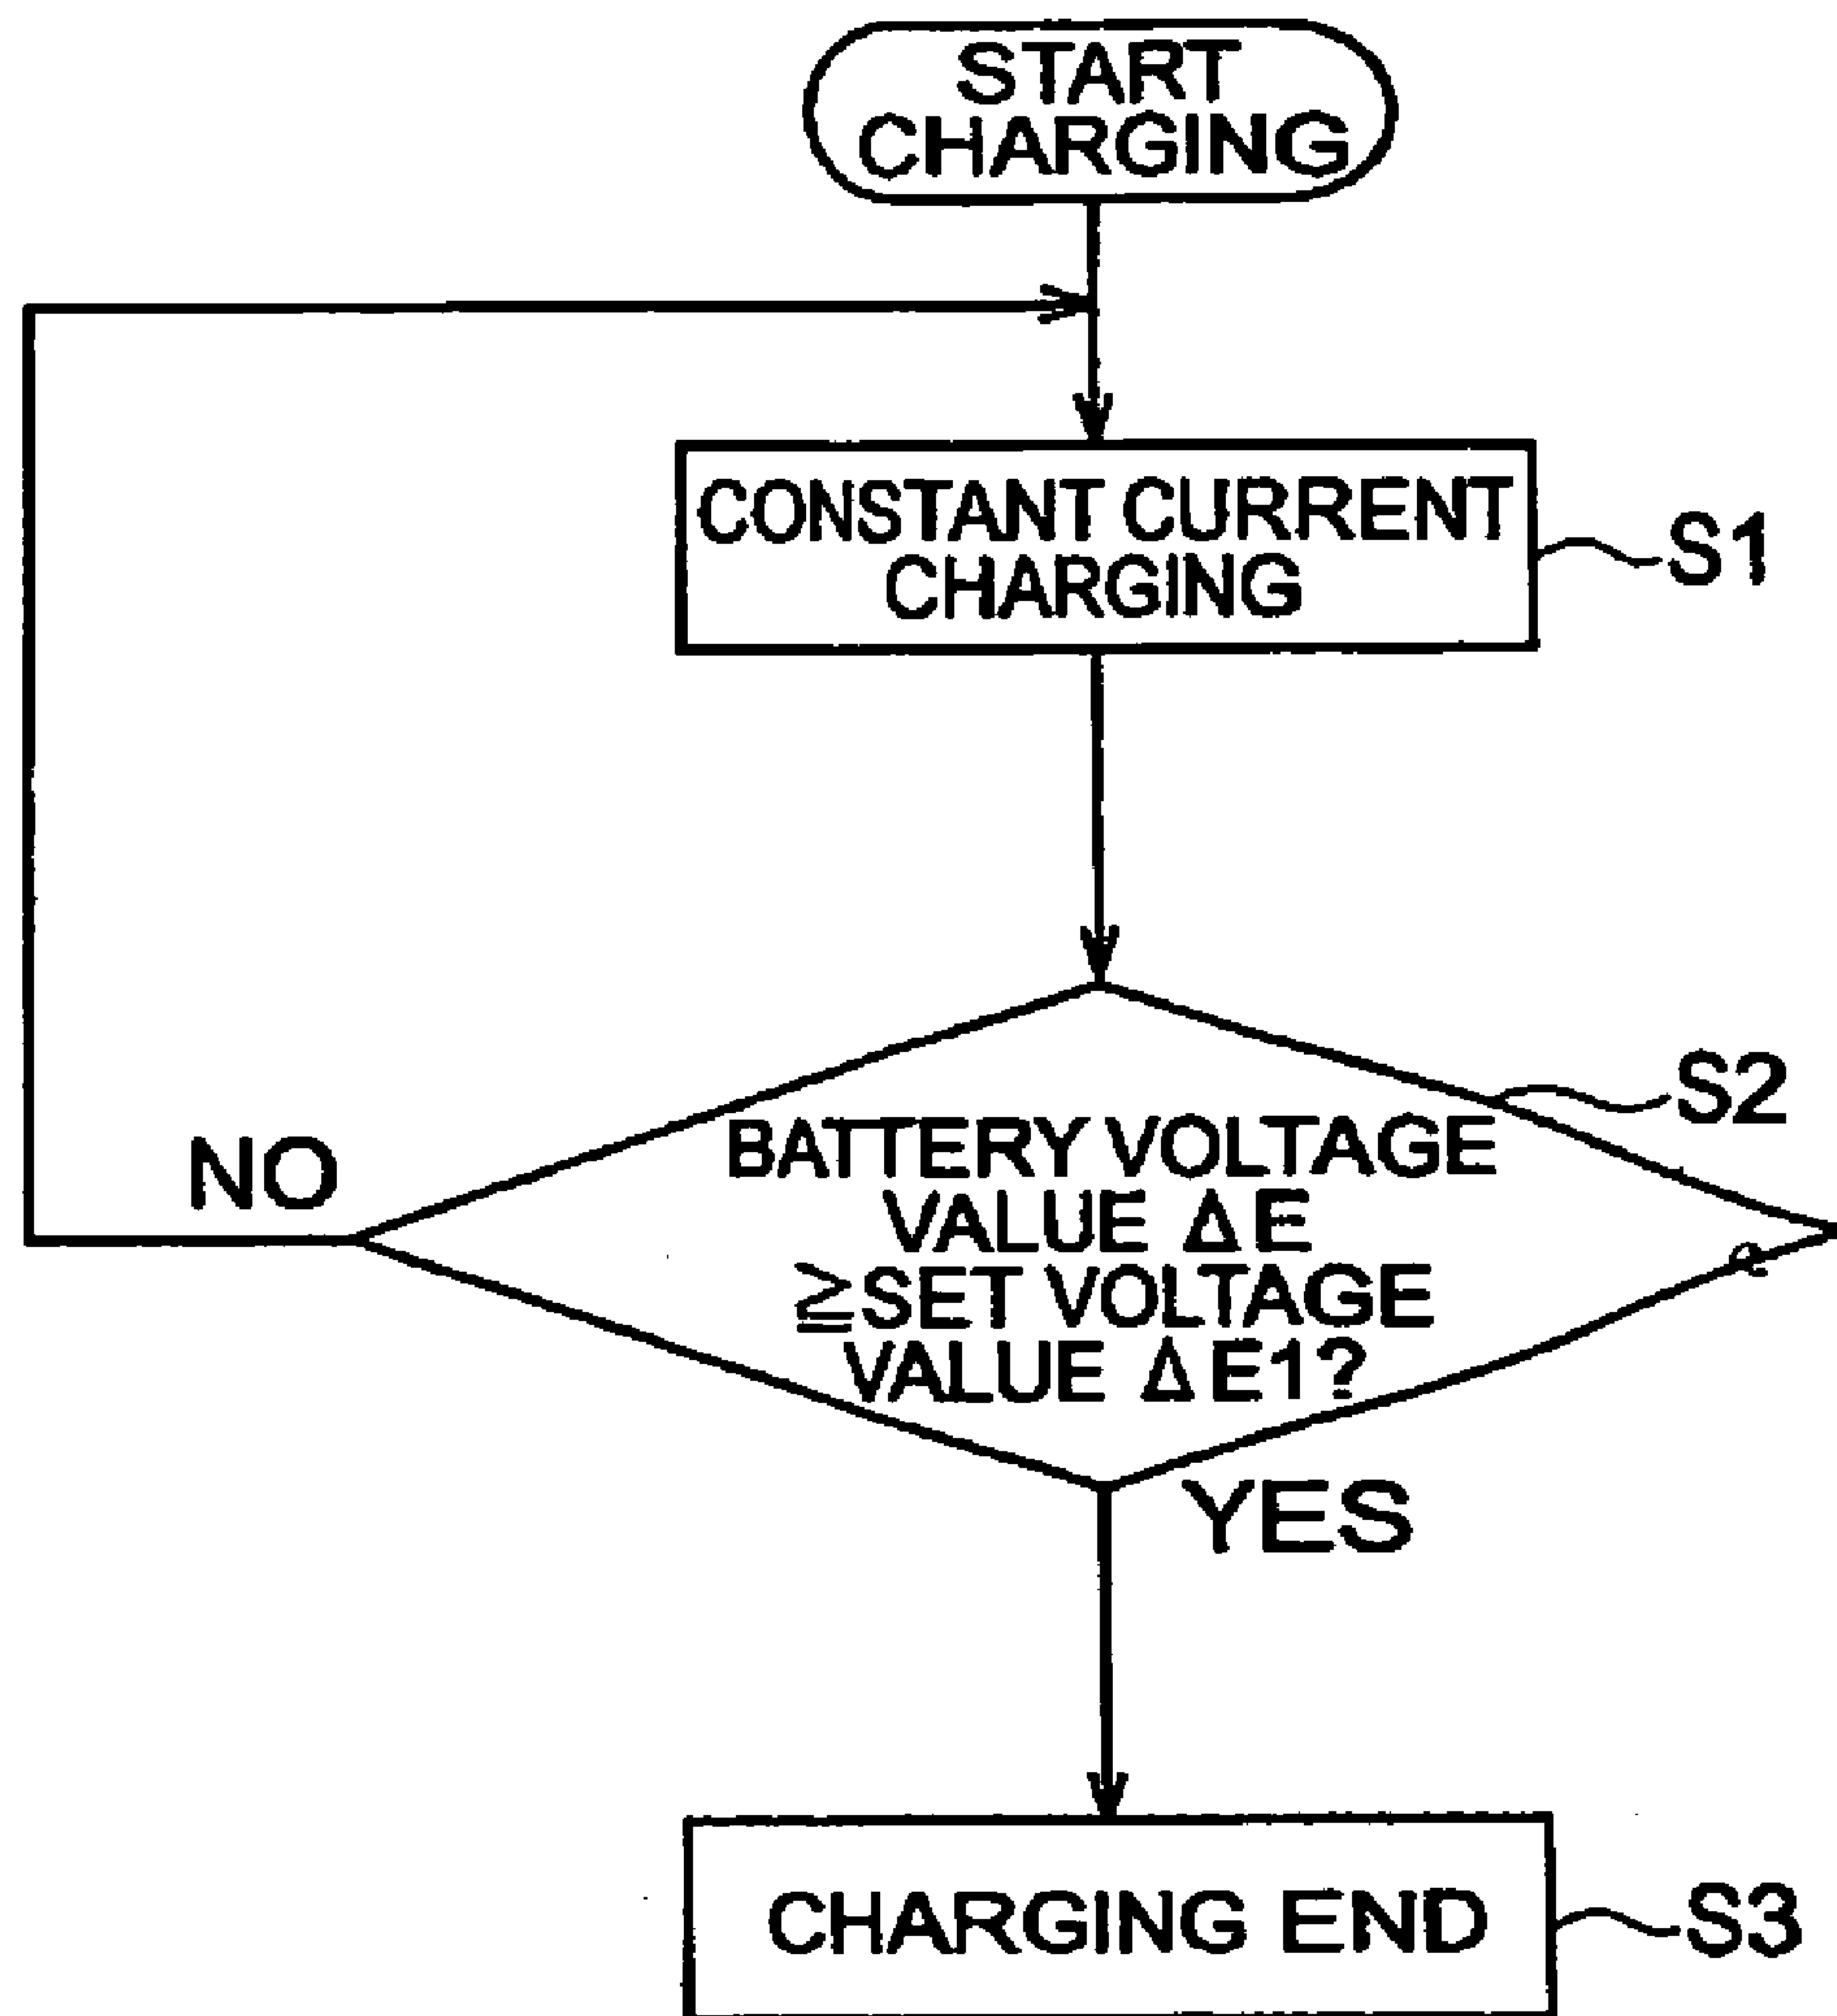 START
CHARGING
CONSTANT CURRENT
CHARGING
S1
S2
NO
BATTERY VOLTAGE
VALUE ΔE
≧SET VOLTAGE
VALUE ΔE1?
YES
CHARGING END
S3